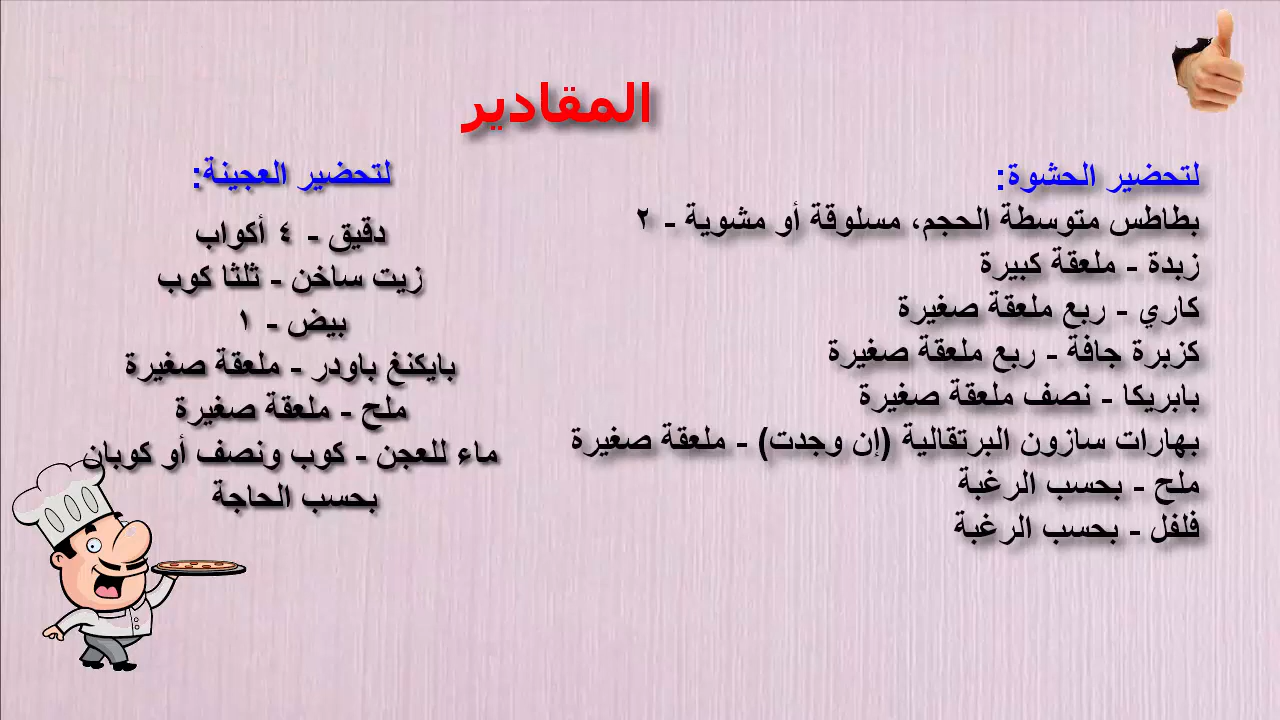 المقادير
لتحضير الحشوة:
بطاطس متوسطة الحجم، مسلوقة أو مشوية - ٢
زبدة - ملعقة كبيرة
كاري - ربع ملعقة صغيرة
كزبرة جافة - ربع ملعقة صغيرة
بابريكا - نصف ملعقة صغيرة
بهارات سازون البرتقالية (إن وجدت) - ملعقة صغيرة
ملح - بحسب الرغبة
فلفل - بحسب الرغبة
لتحضير العجينة:
دقيق - ٤ أكواب
زيت ساخن - ثلثا كوب
بيض - ١
بايكنغ باودر - ملعقة صغيرة
ملح - ملعقة صغيرة
ماء للعجن - كوب ونصف أو كوبان
بحسب الحاجة